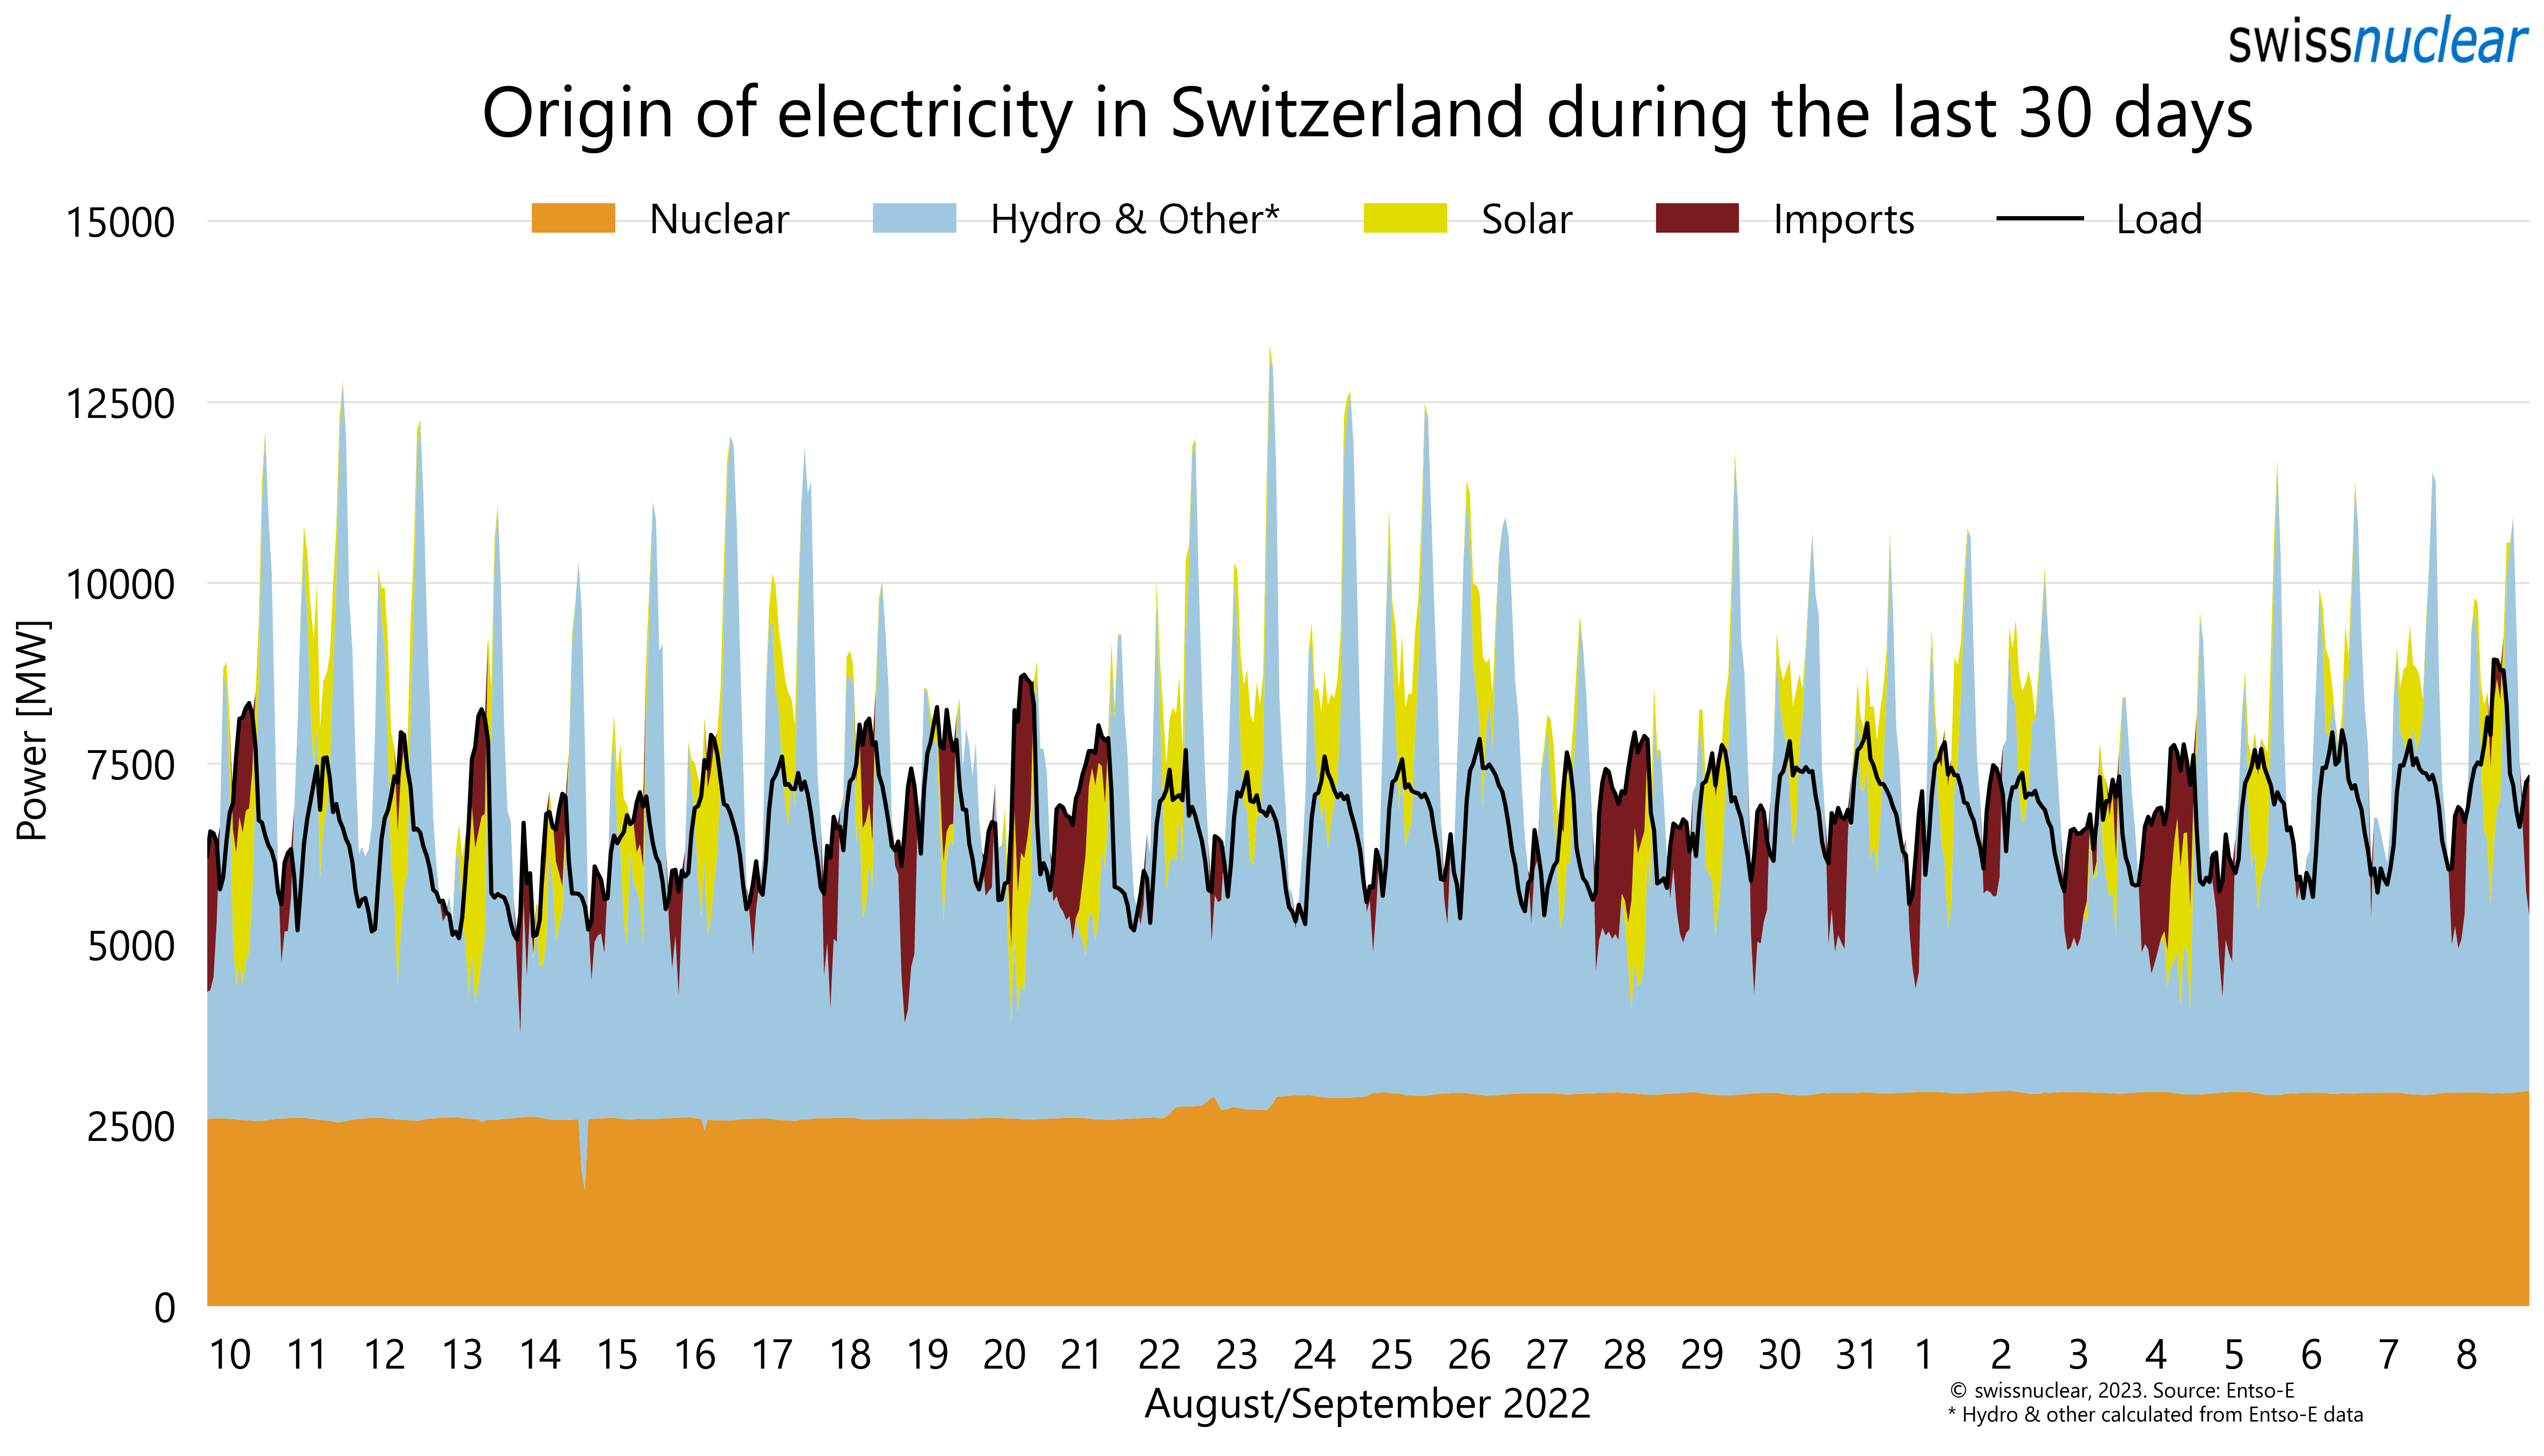 swissnuclear
Origin of electricity in Switzerland during the last 30 days
Nuclear Hydro & Other* Solar Imports Load
15000
12500
10000
7500
5000
2500
0
Power [MW]
10 11 12 13 14 15 16 17 18 19 20 21 22 23 24 25 26 27 28 29 30 31 1 2 3 4 5 6 7 8
August/September 2022
© swissnuclear, 2023. Source: Entso-E
* Hydro & other calculated from Entso-E data